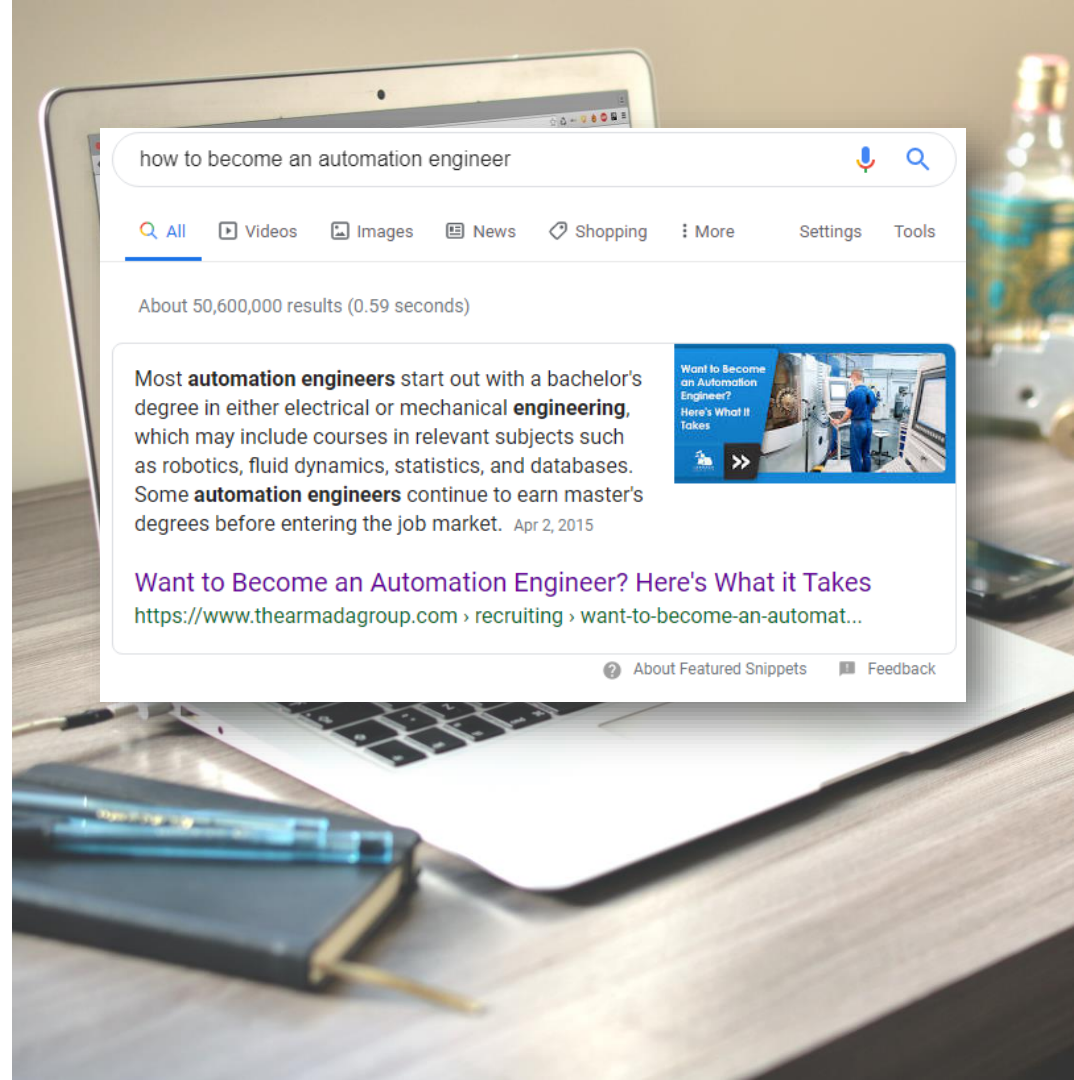 how to become an automation engineer
All Videos Images News Shopping More Settings Tools
About 50,600,000 results (0.59 seconds)
Most automation engineers start out with a bachelor's
degree in either electrical or mechanical engineering,
which may include courses in relevant subjects such
as robotics, fluid dynamics, statistics, and databases.
Some automation engineers continue to earn master's
degrees before entering the job market. Apr 2, 2015
Want to Become
an Automation
Engineer?
Here's What It
Takes
Want to Become an Automation Engineer? Here's What it Takes
https://www.thearmadagroup.com › recruiting › want-to-become-an-automat...
About Featured Snippets Feedback